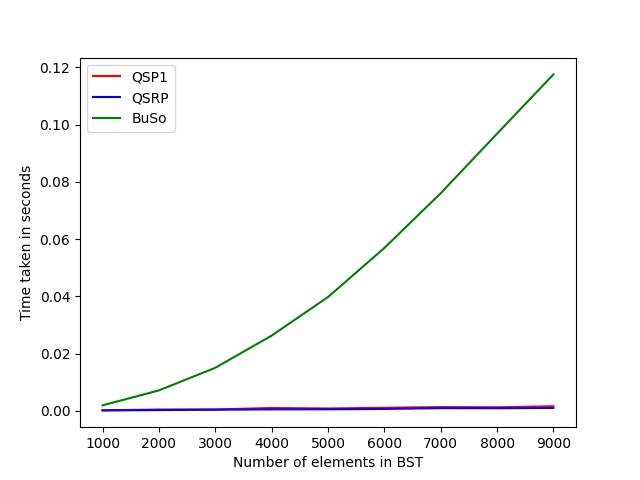 0.12
0.10
0.08
0.06
0.04
0.02
0.00
Time taken in seconds
QSP1
QSRP
BuSo
1000 2000 3000 4000 5000 6000 7000 8000 9000
Number of elements in BST